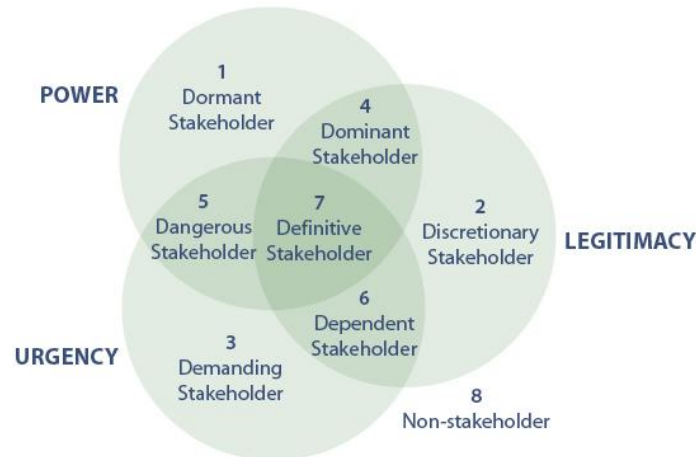 1
Dormant
Stakeholder
POWER
4
Dominant
Stakeholder
5
Dangerous
Stakeholder
7
Definitive
Stakeholder
2
Discretionary
Stakeholder
LEGITIMACY
6
Dependent
Stakeholder
URGENCY
3
Demanding
Stakeholder
8
Non-stakeholder